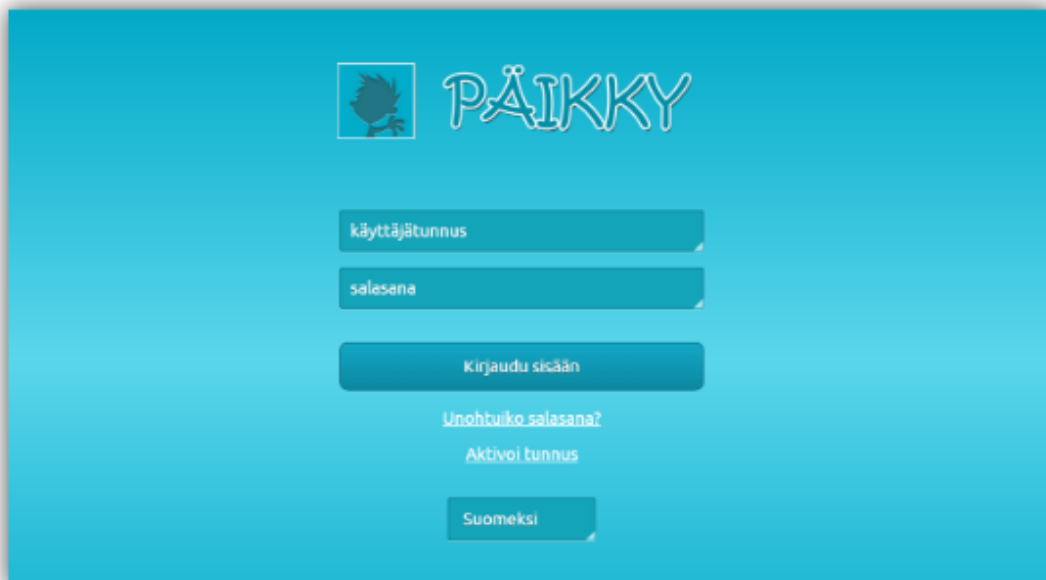 PÄIKKY
käyttäjätunnus
salasana
Kirjaudu sisään
Unohtuiko salasana?
Aktivoi tunnus
Suomeksi